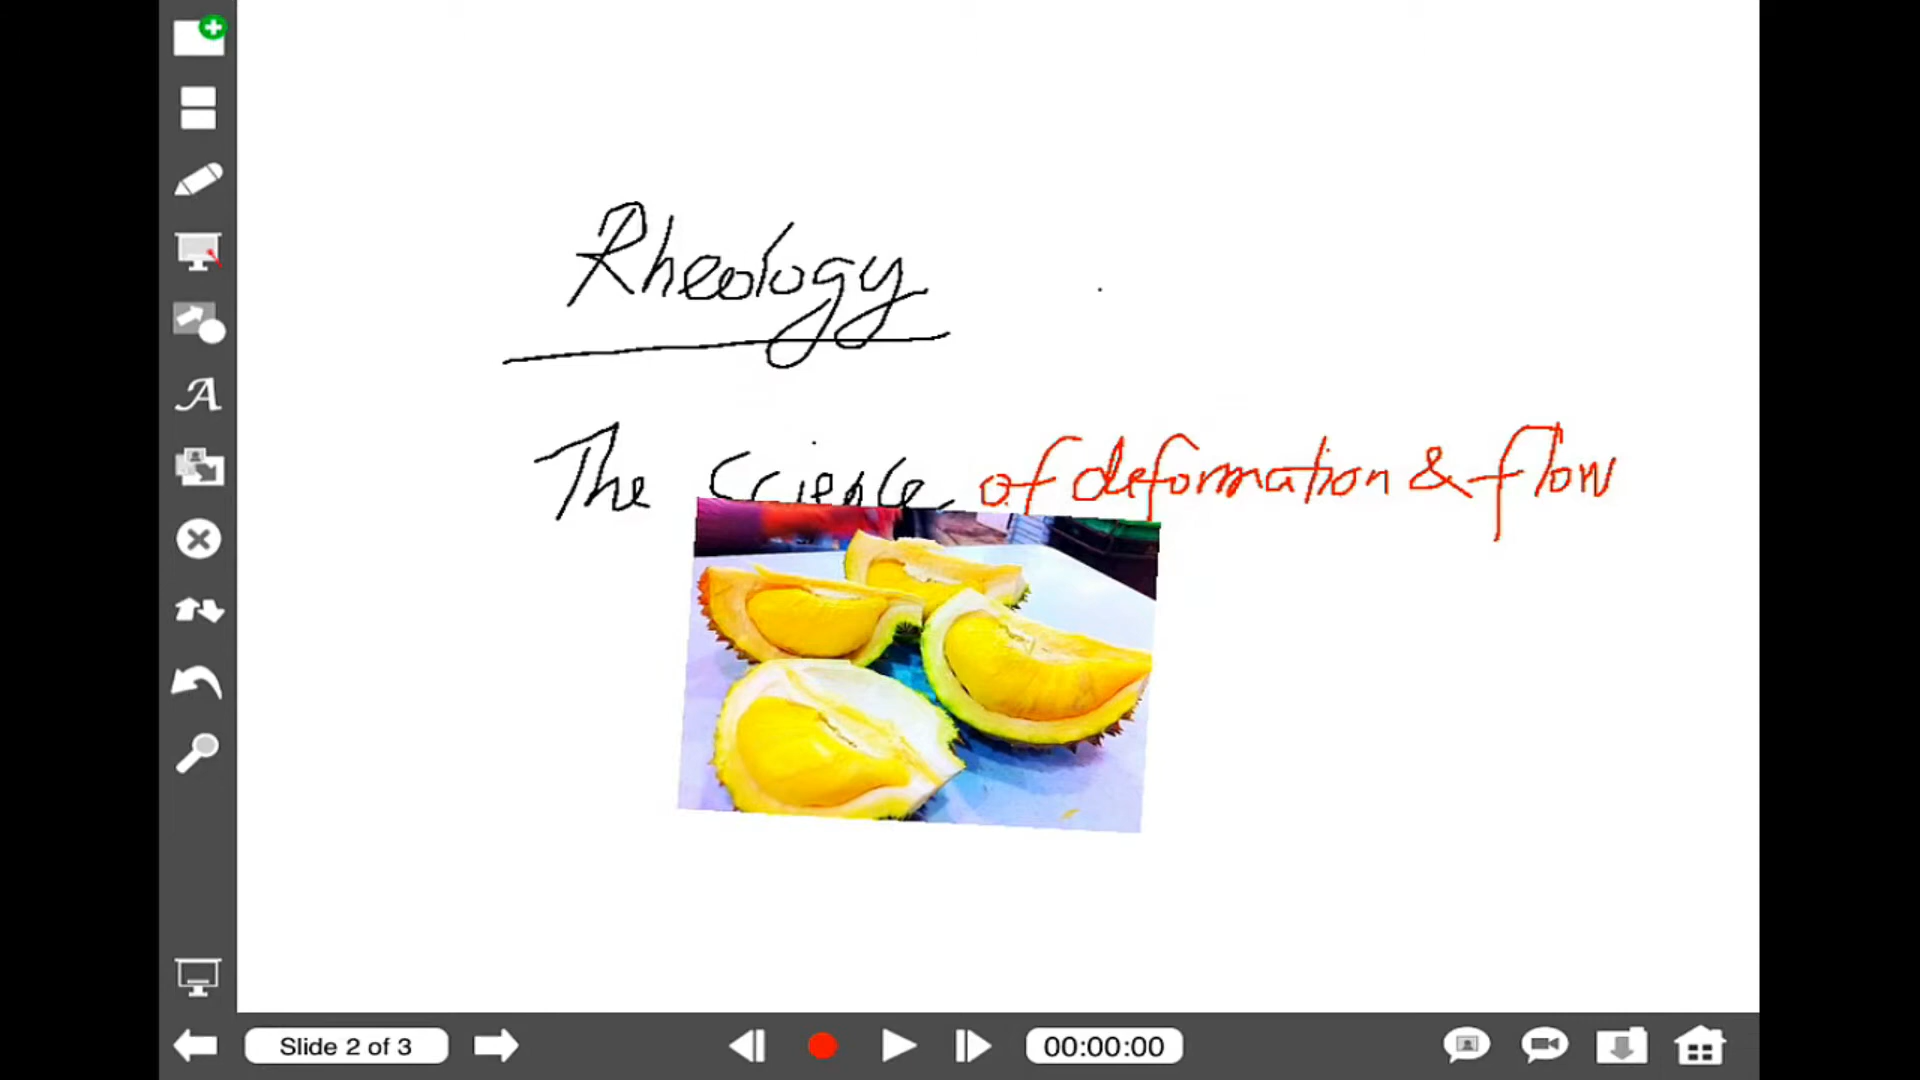 Rheology
The science of deformation & flow
A
Slide 2 of 3
00:00:00